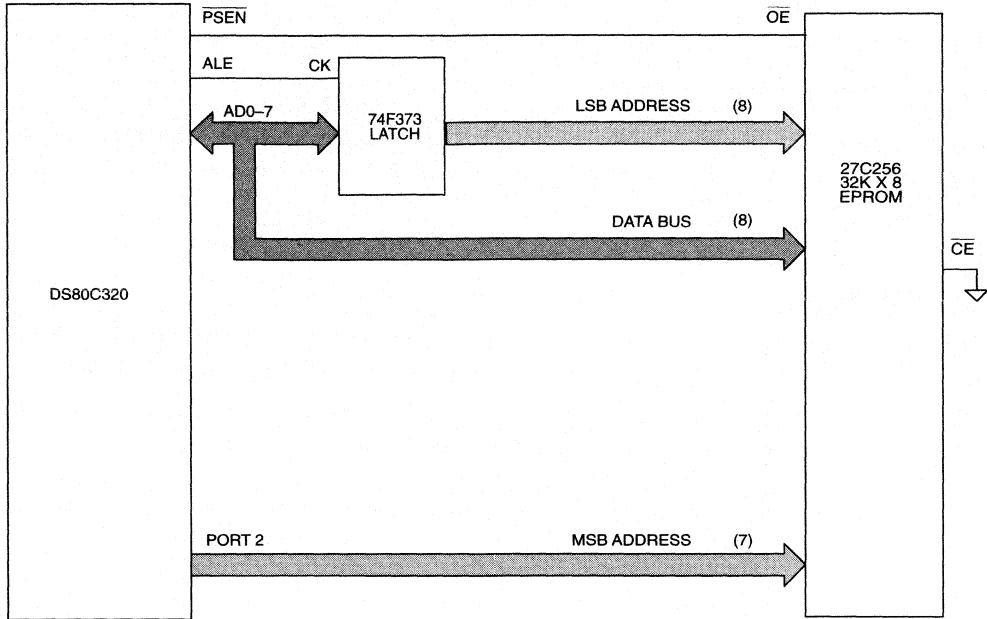 PSEN
OE
ALE
CK
AD0–7
74F373
LATCH
LSB ADDRESS (8)
27C256
32K X 8
EPROM
DATA BUS (8)
CE
DS80C320
PORT 2
MSB ADDRESS (7)